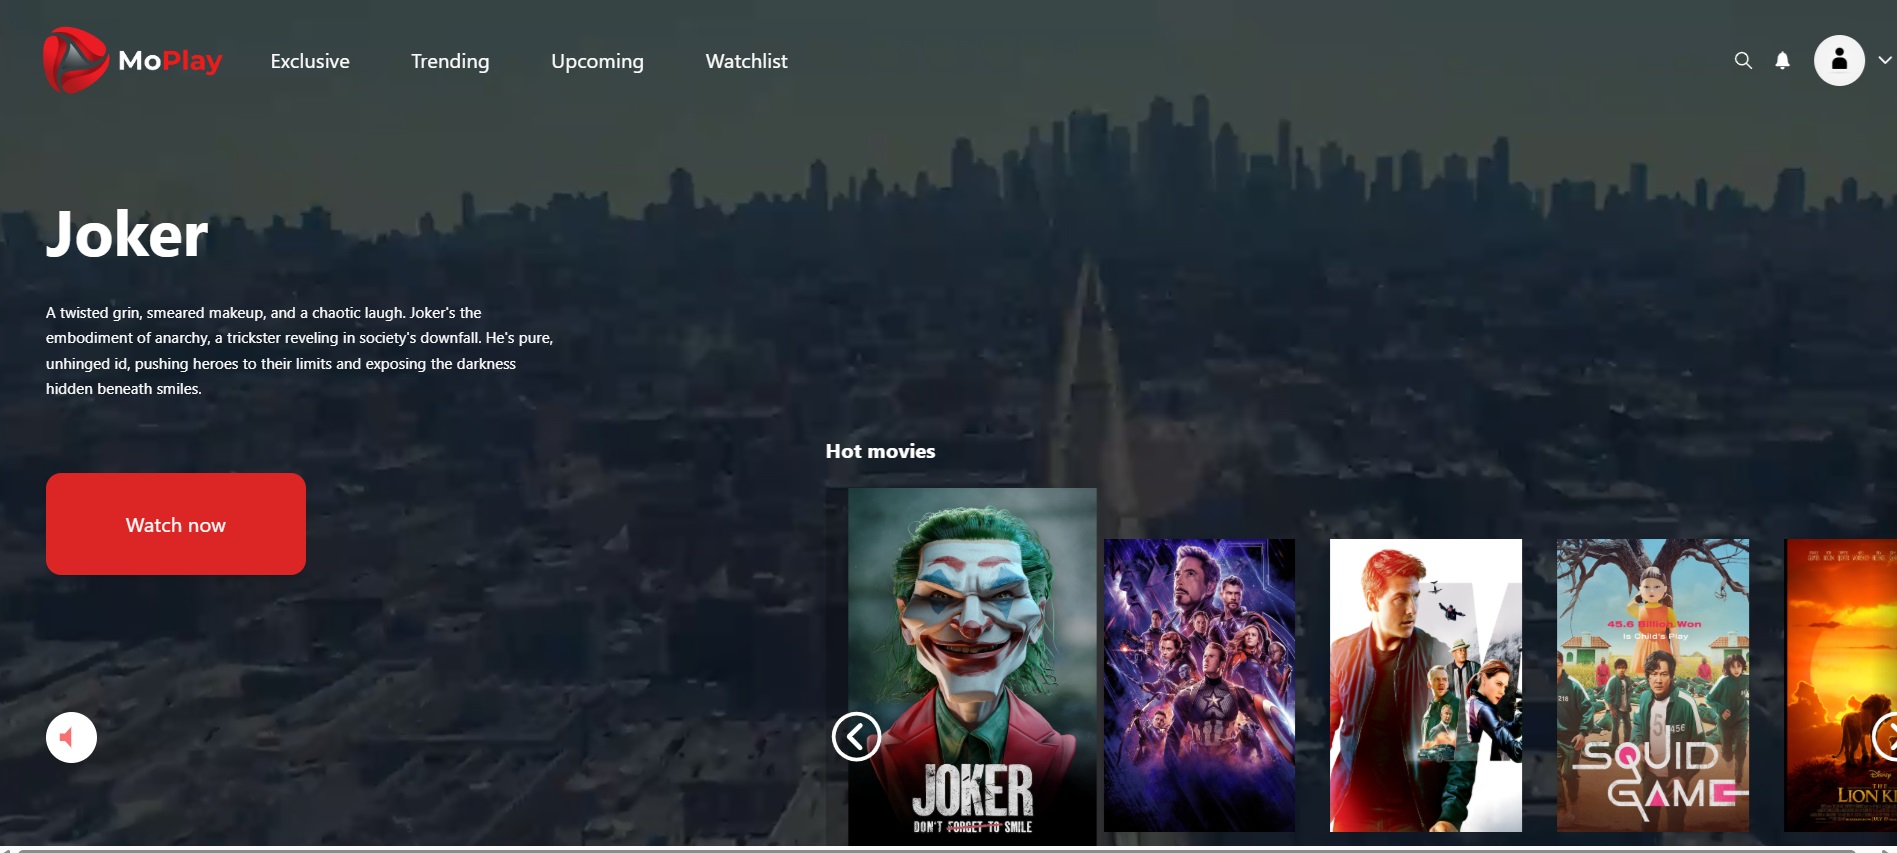 MoPlay
Exclusive
Trending
Upcoming
Watchlist
Joker
A twisted grin, smeared makeup, and a chaotic laugh. Joker's the
embodiment of anarchy, a trickster reveling in society's downfall. He's pure,
unhinged id, pushing heroes to their limits and exposing the darkness
hidden beneath smiles.
Watch now
Hot movies
JOKER
DON'T FORGET TO SMILE
45.6 Billion Won
Is Child's Play
218
456
SQUID
GAME
Disney
THE
LION KI